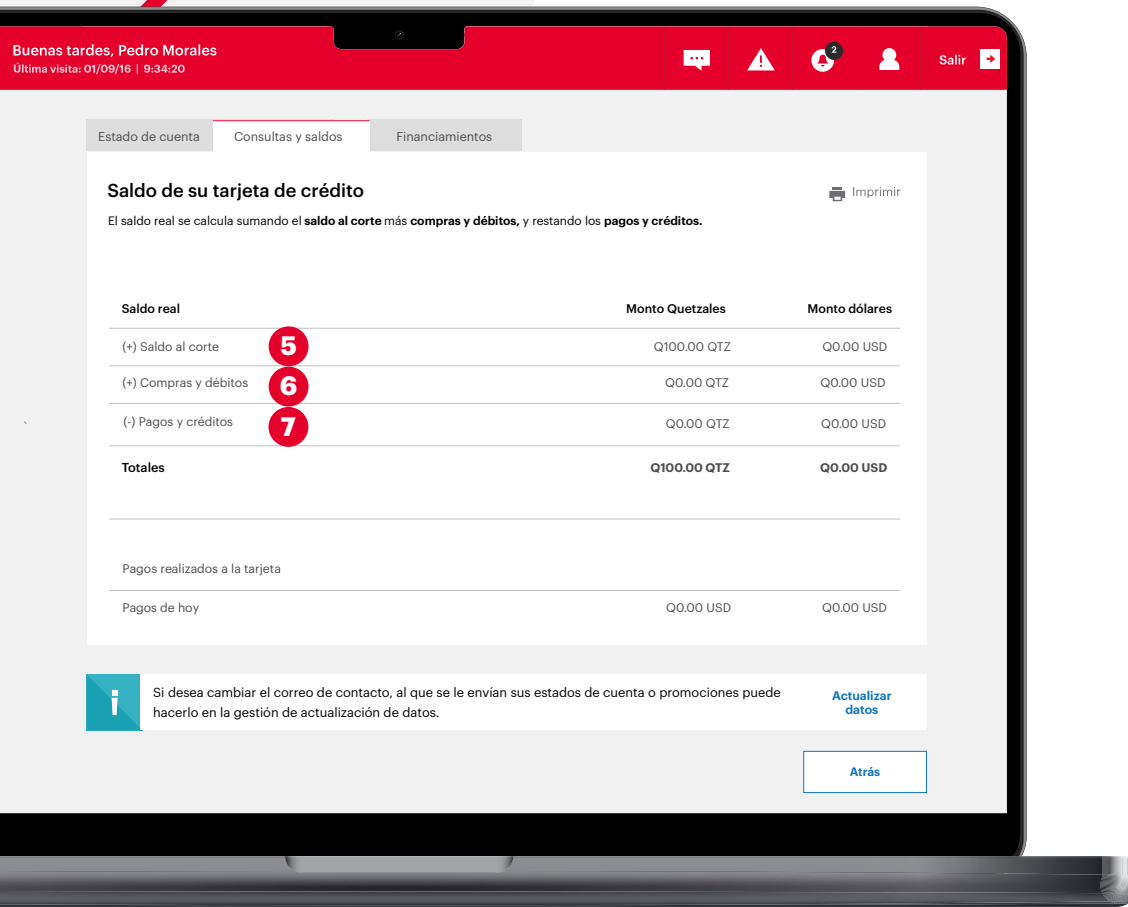 Buenas tardes, Pedro Morales
Última visita: 01/09/16 | 9:34:20
2
Salir
Estado de cuenta
Consultas y saldos
Financiamientos
Saldo de su tarjeta de crédito
Imprimir
El saldo real se calcula sumando el saldo al corte más compras y débitos, y restando los pagos y créditos.
Saldo real Monto Quetzales Monto dólares
(+) Saldo al corte 5 Q100.00 QTZ Q0.00 USD
(+) Compras y débitos 6 Q0.00 QTZ Q0.00 USD
(-) Pagos y créditos 7 Q0.00 QTZ Q0.00 USD
Totales Q100.00 QTZ Q0.00 USD
Pagos realizados a la tarjeta
Pagos de hoy Q0.00 USD Q0.00 USD
i
Si desea cambiar el correo de contacto, al que se le envían sus estados de cuenta o promociones puede
hacerlo en la gestión de actualización de datos.
Actualizar
datos
Atrás